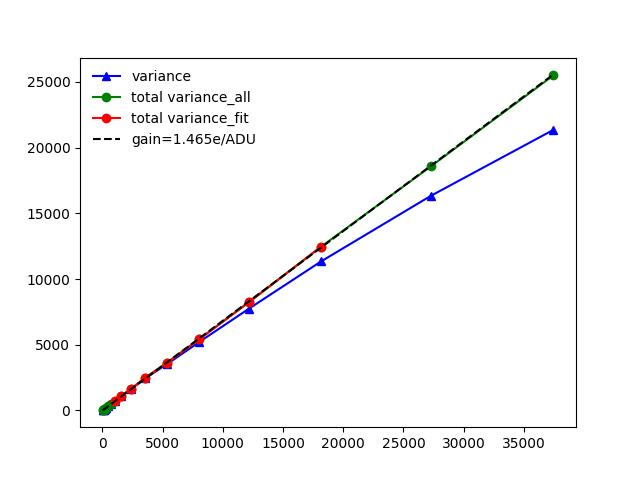 variance
total variance_all
total variance_fit
gain=1.465e/ADU
25000
20000
15000
10000
5000
0
0 5000 10000 15000 20000 25000 30000 35000